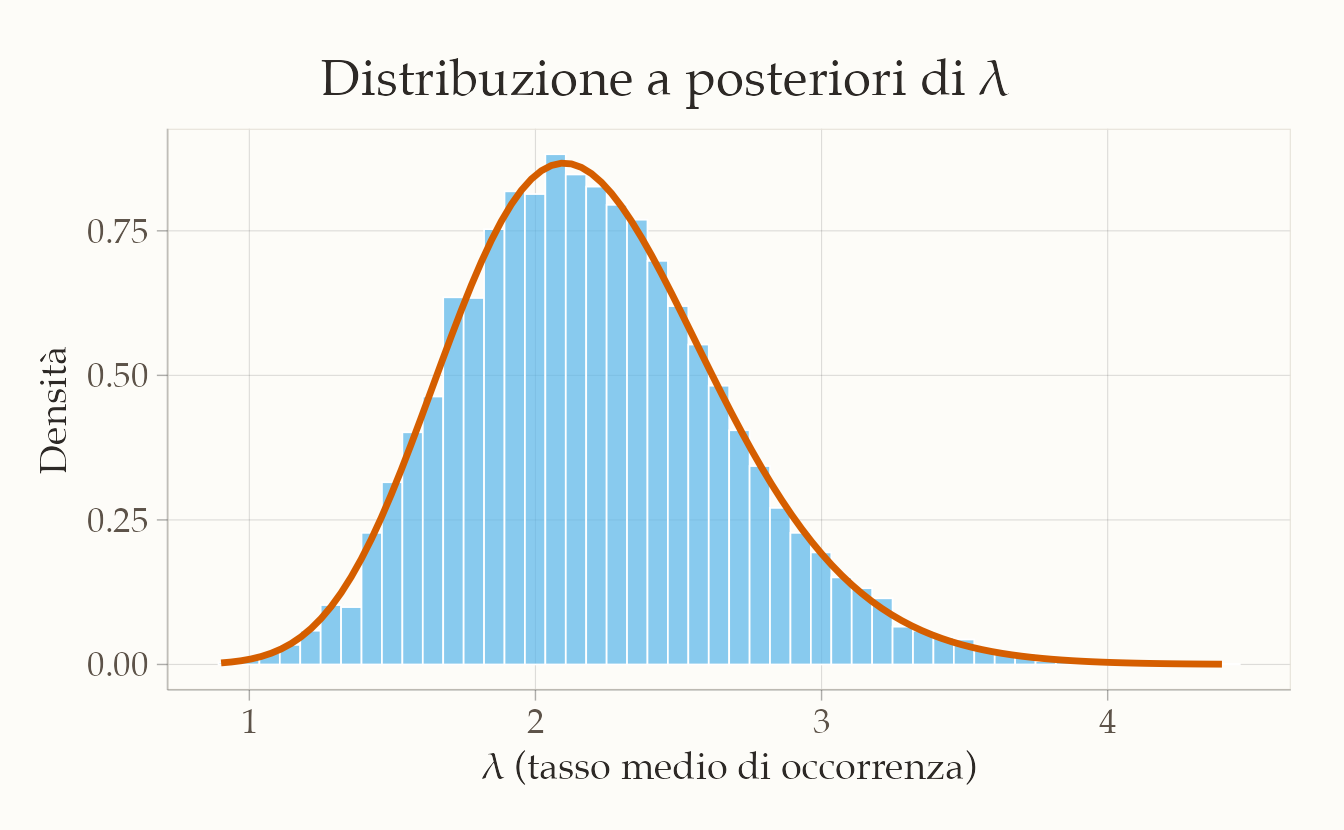 Distribuzione a posteriori di λ
Densità
0.75
0.50
0.25
0.00
1 2 3 4
λ (tasso medio di occorrenza)